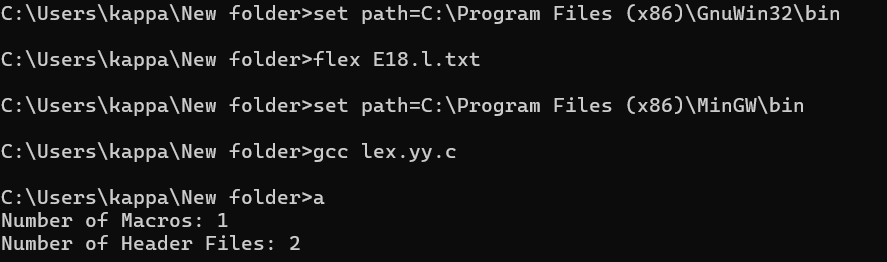 C:\Users\kappa\New folder>set path=C:\Program Files (x86)\GnuWin32\bin
C:\Users\kappa\New folder>flex E18.l.txt
C:\Users\kappa\New folder>set path=C:\Program Files (x86)\MinGW\bin
C:\Users\kappa\New folder>gcc lex.yy.c
C:\Users\kappa\New folder>a
Number of Macros: 1
Number of Header Files: 2